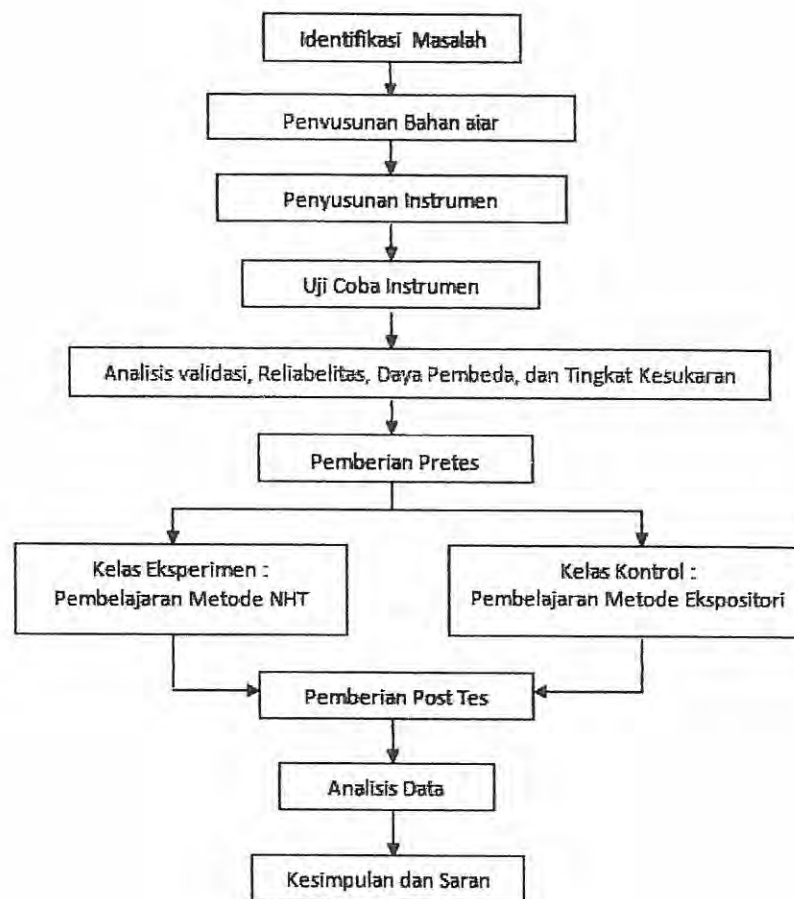 Identifikasi Masalah
Penvusunan Bahan aiar
Penyusunan Instrumen
Uji Coba Instrumen
Analisis validasi, Reliabelitas, Daya Pembeda, dan Tingkat Kesukaran
Pemberian Pretes
Kelas Eksperimen :
Pembelajaran Metode NHT
Kelas Kontrol :
Pembelajaran Metode Ekspositori
Pemberian Post Tes
Analisis Data
Kesimpulan dan Saran